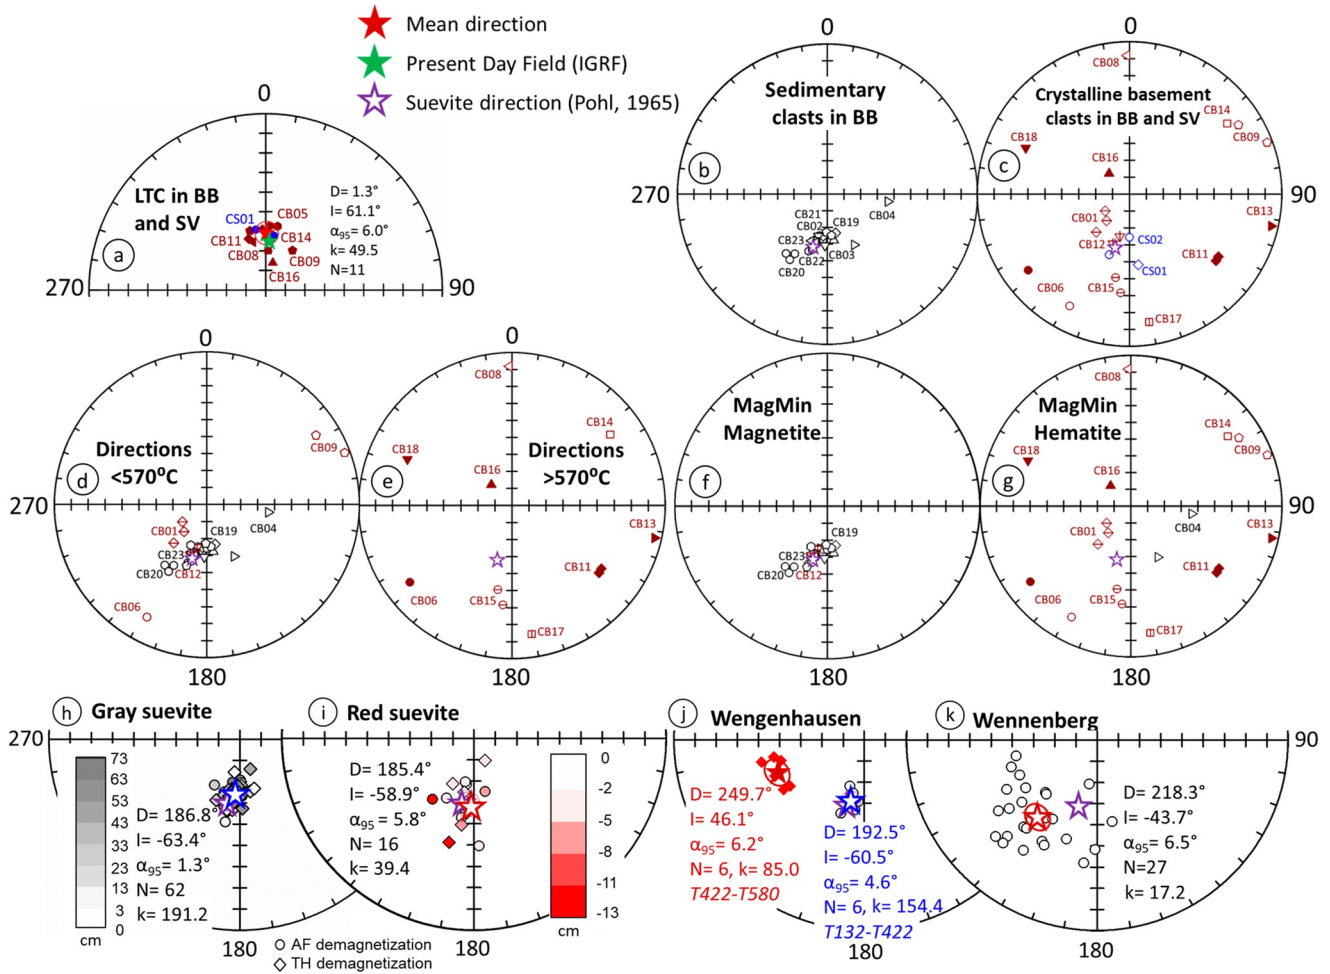 Mean direction
Present Day Field (IGRF)
Suevite direction (Pohl, 1965)
0
LTC in BB
and SV
a
D= 1.3°
I= 61.1°
α95= 6.0°
k= 49.5
N=11
CS01
CB05
CB11
CB14
CB08
CB09
CB16
270
90
0
Sedimentary
clasts in BB
b
270
CB21
CB02
CB19
CB04
CB23
CB03
CB22
CB20
0
Crystalline basement
clasts in BB and SV
c
90
CB08
CB14
CB09
CB18
CB16
CB13
CB01
CB12
CS02
CS01
CB11
CB06
CB15
CB17
0
Directions
<570°C
d
270
CB09
CB01
CB19
CB04
CB23
CB20
CB12
CB06
180
0
Directions
>570°C
e
CB08
CB14
CB18
CB16
CB13
CB11
CB06
CB15
CB17
180
MagMin
Magnetite
f
CB19
CB23
CB20
CB12
180
MagMin
Hematite
g
90
CB08
CB14
CB09
CB18
CB16
CB04
CB13
CB01
CB11
CB06
CB15
CB17
180
h
Gray suevite
270
73
63
53
43
33
23
13
3
0
cm
D= 186.8°
I= -63.4°
α95= 1.3°
N= 62
k= 191.2
180
AF demagnetization
TH demagnetization
i
Red suevite
D= 185.4°
I= -58.9°
α95 = 5.8°
N= 16
k= 39.4
0
-2
-5
-8
-11
-13
cm
180
j
Wengenhausen
D= 249.7°
I= 46.1°
α95= 6.2°
N= 6, k= 85.0
T422-T580
D= 192.5°
I= -60.5°
α95= 4.6°
N= 6, k= 154.4
T132-T422
180
k
Wennenberg
90
D= 218.3°
I= -43.7°
α95= 6.5°
N=27
k= 17.2
180